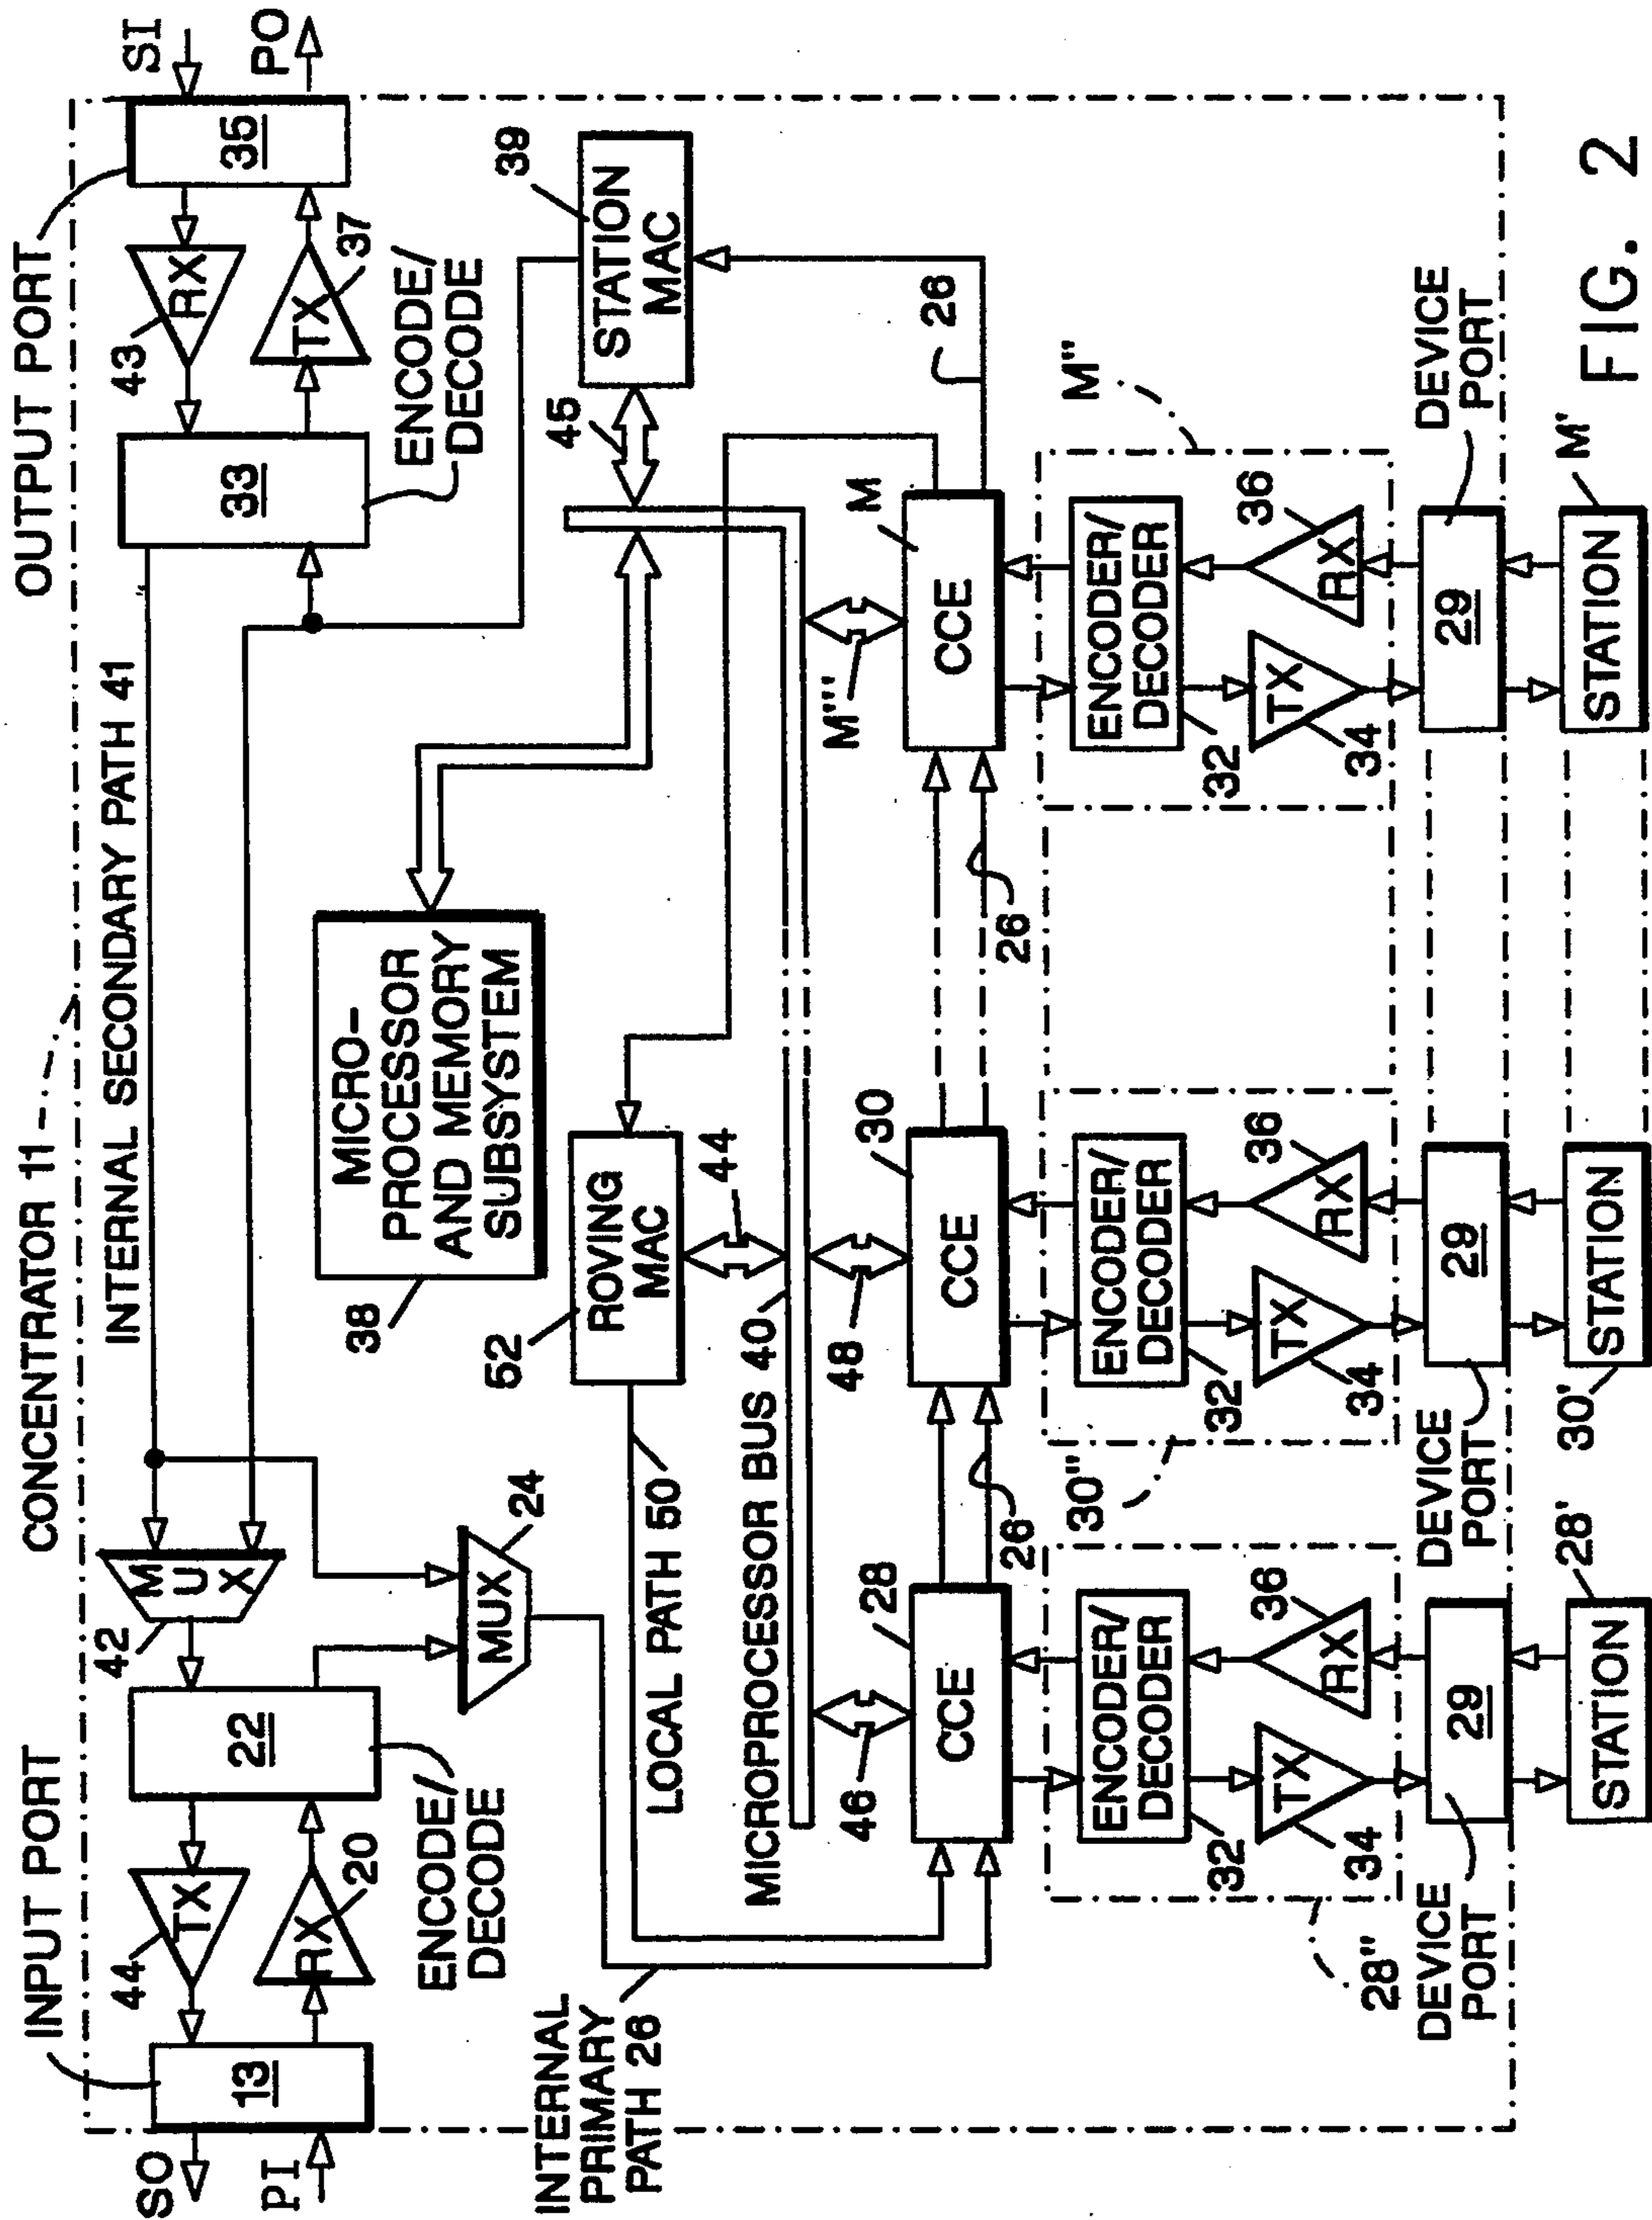 CONCENTRATOR 11
INPUT PORT
OUTPUT PORT
SO
PI
13
44
TX
RX
20
22
ENCODE/
DECODE
42
MUX
INTERNAL SECONDARY PATH 41
33
ENCODE/
DECODE
43
RX
TX
37
35
SI
PO
MUX
24
38
MICRO-
PROCESSOR
AND MEMORY
SUBSYSTEM
INTERNAL
PRIMARY
PATH 26
LOCAL PATH 50
52
ROVING
MAC
44
45
STATION
MAC
39
MICROPROCESSOR BUS 40
46
48
M'''
CCE
28
CCE
30
CCE
M
26
26
26
28"
30"
M"
ENCODER/
DECODER
32
TX
34
RX
36
ENCODER/
DECODER
32
TX
34
RX
36
ENCODER/
DECODER
32
TX
34
RX
36
DEVICE
PORT
29
DEVICE
PORT
29
DEVICE
PORT
29
STATION
28'
STATION
30'
STATION
M'
FIG. 2